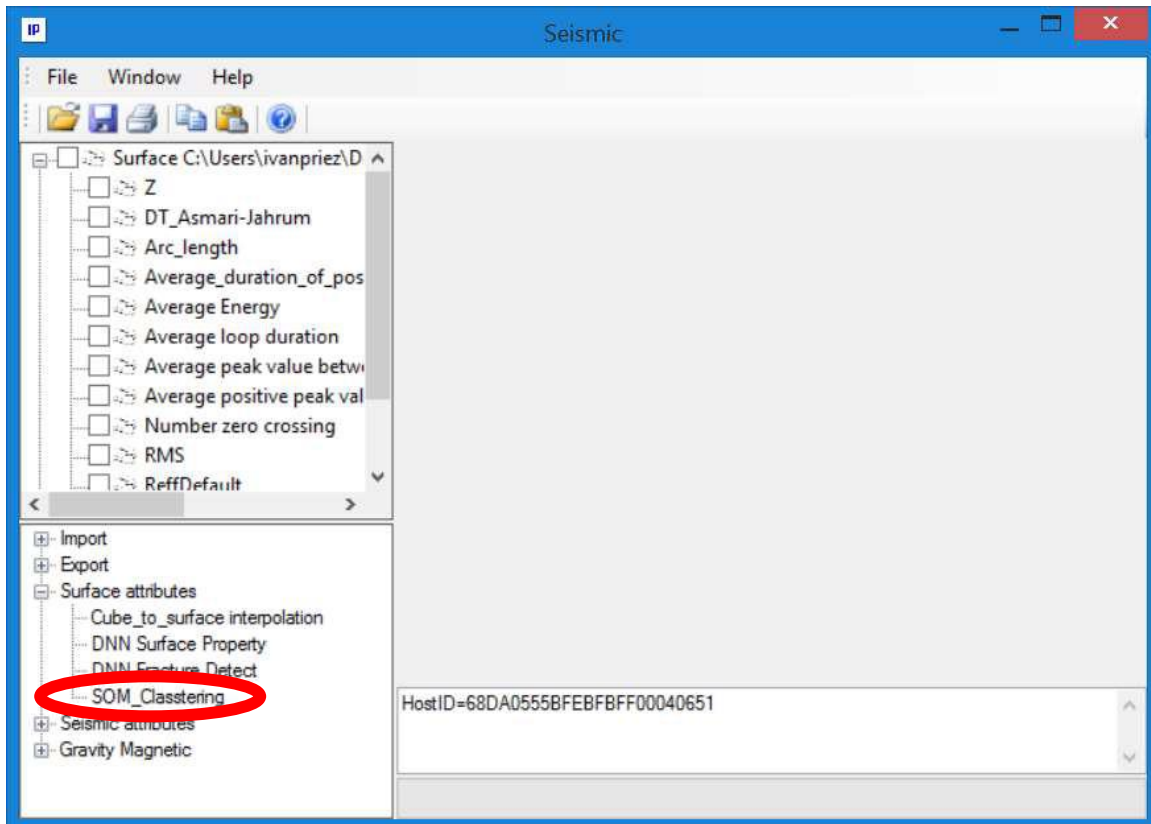 IP
Seismic
File Window Help
Surface C:\Users\ivanpriez\D
Z
DT_Asmari-Jahrum
Arc_length
Average_duration_of_pos
Average Energy
Average loop duration
Average peak value betw
Average positive peak val
Number zero crossing
RMS
ReffDefault
Import
Export
Surface attributes
Cube_to_surface interpolation
DNN Surface Property
DNN Fracture Detect
SOM_Classtering
Seismic attributes
Gravity Magnetic
HostID=68DA0555BFEBFBFF00040651